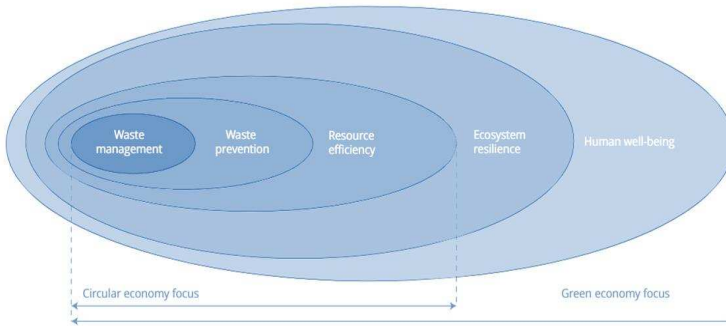 Waste
management
Waste
prevention
Resource
efficiency
Ecosystem
resilience
Human well-being
Circular economy focus
Green economy focus